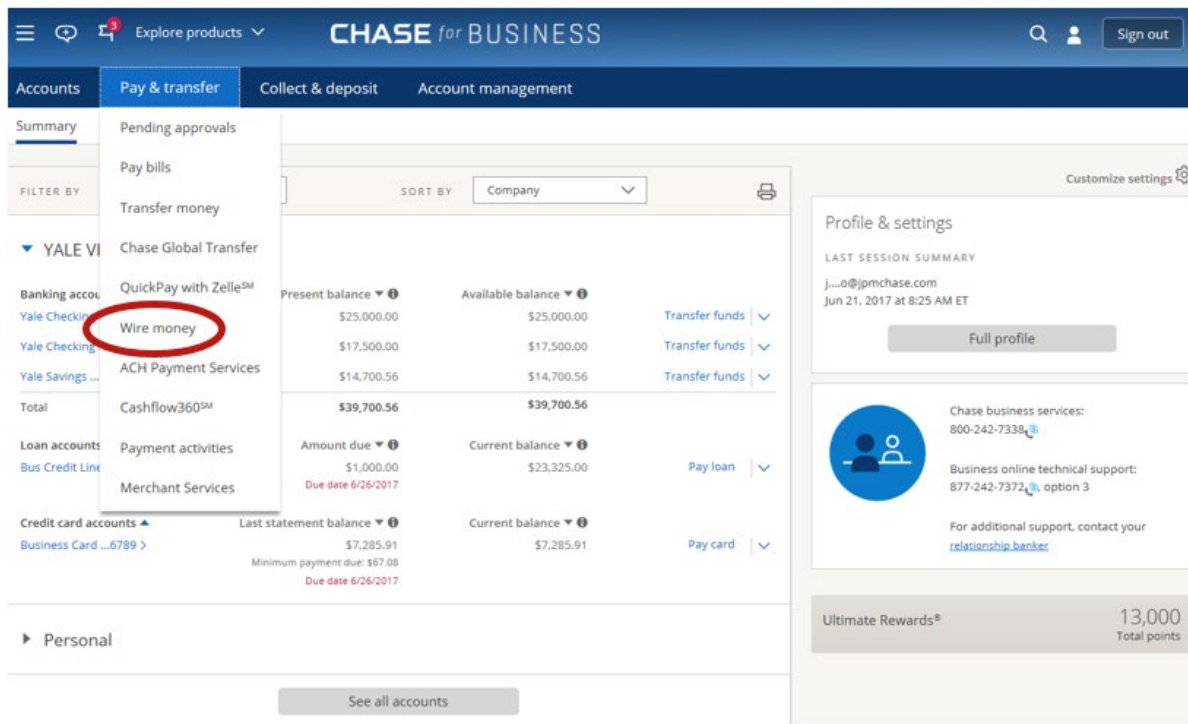 3
Explore products
CHASE for BUSINESS
Sign out
Accounts
Pay & transfer
Collect & deposit
Account management
Summary
Pending approvals
Pay bills
Transfer money
Chase Global Transfer
QuickPay with Zelle℠
Wire money
ACH Payment Services
Cashflow360℠
Payment activities
Merchant Services
FILTER BY
SORT BY
Company
Customize settings
YALE
Banking
Present balance
Available balance
Yale
$25,000.00
$25,000.00
Transfer funds
Yale Checking
$17,500.00
$17,500.00
Transfer funds
Yale Savings ...
$14,700.56
$14,700.56
Transfer funds
Total
$39,700.56
$39,700.56
Loan accounts
Amount due
Current balance
Bus Credit Line
$1,000.00
$23,325.00
Pay loan
Due date 6/26/2017
Credit card accounts
Last statement balance
Current balance
Business Card ...6789 >
$7,285.91
$7,285.91
Pay card
Minimum payment due: $67.08
Due date 6/26/2017
Personal
See all accounts
Profile & settings
LAST SESSION SUMMARY
j....o@jpmchase.com
Jun 21, 2017 at 8:25 AM ET
Full profile
Chase business services:
800-242-7338
Business online technical support:
877-242-7372, option 3
For additional support, contact your
relationship banker
Ultimate Rewards®
13,000
Total points